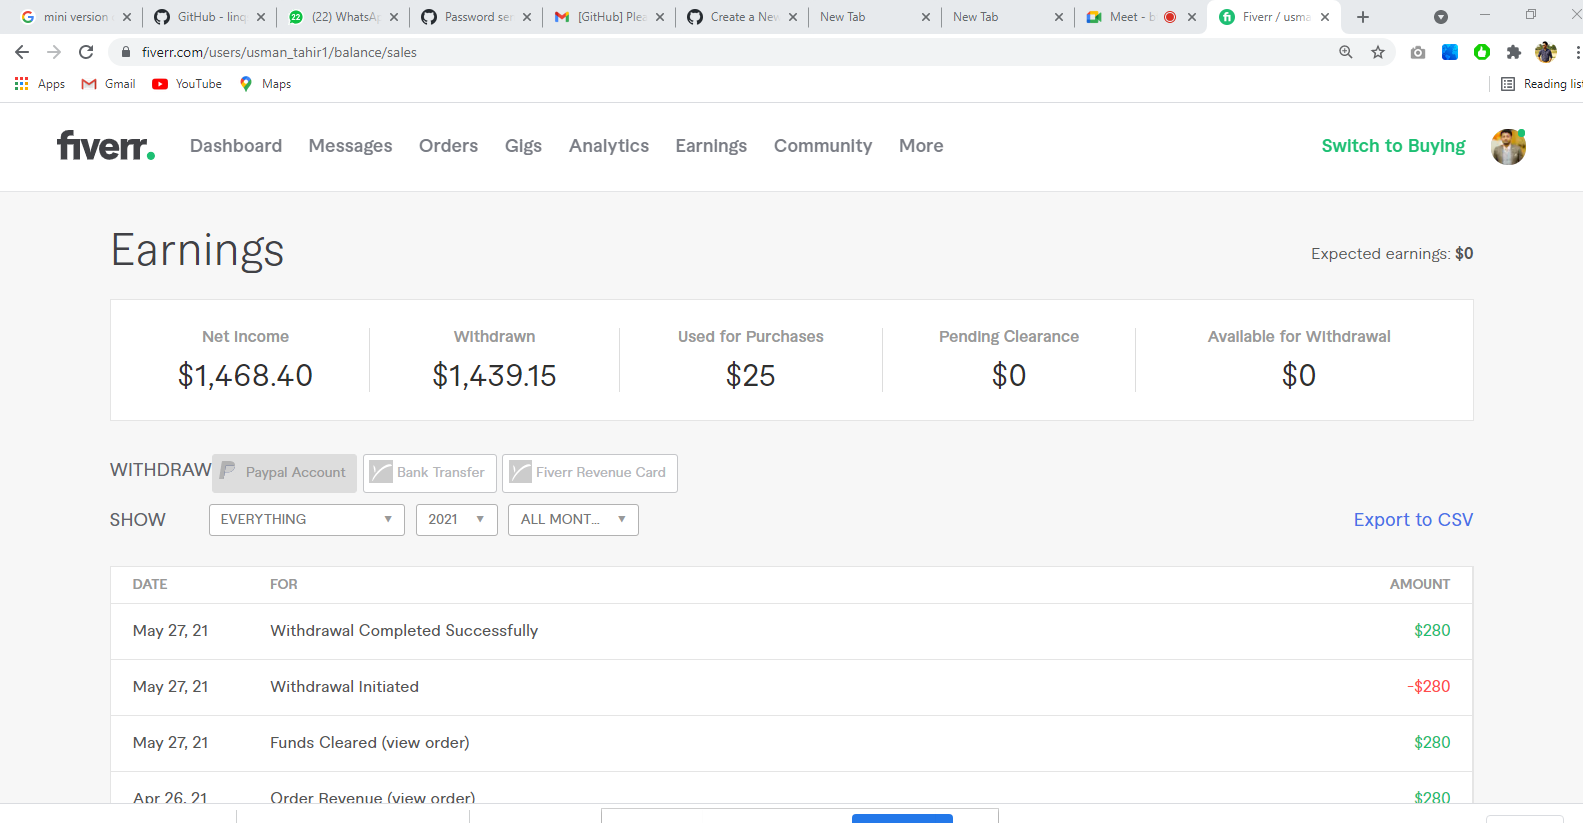 mini version
GitHub - linq
(22) WhatsAp
Password ser
[GitHub] Plea
Create a New
New Tab
New Tab
Meet - b
Fiverr / usma
fiverr.com/users/usman_tahir1/balance/sales
Apps
Gmail
YouTube
Maps
Reading list
fiverr.
Dashboard
Messages
Orders
Gigs
Analytics
Earnings
Community
More
Switch to Buying
Earnings
Expected earnings: $0
Net Income
Withdrawn
Used for Purchases
Pending Clearance
Available for Withdrawal
$1,468.40
$1,439.15
$25
$0
$0
WITHDRAW
Paypal Account
Bank Transfer
Fiverr Revenue Card
SHOW
EVERYTHING
2021
ALL MONT...
Export to CSV
DATE
FOR
AMOUNT
May 27, 21
Withdrawal Completed Successfully
$280
May 27, 21
Withdrawal Initiated
-$280
May 27, 21
Funds Cleared (view order)
$280
Apr 26, 21
Order Revenue (view order)
$280